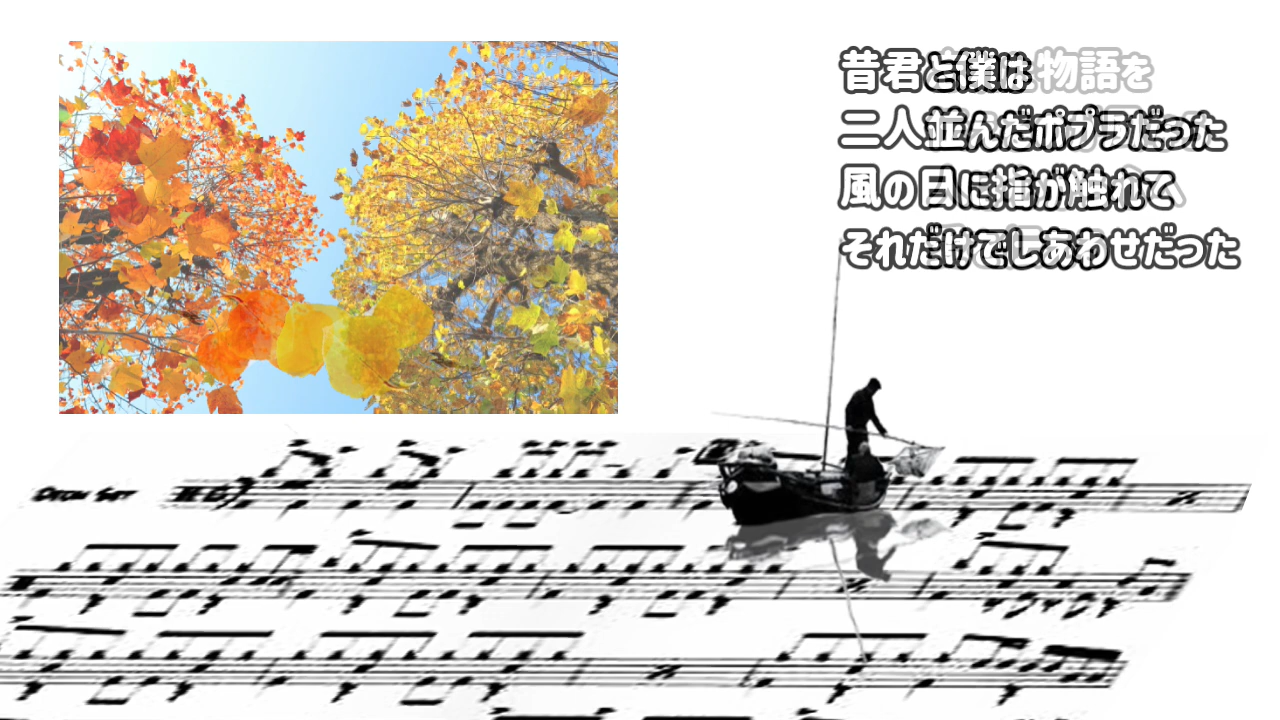 昔君と僕は物語を
二人並んだポプラだった
風の日に指が触れて
それだけでしあわせだった
Drum Set